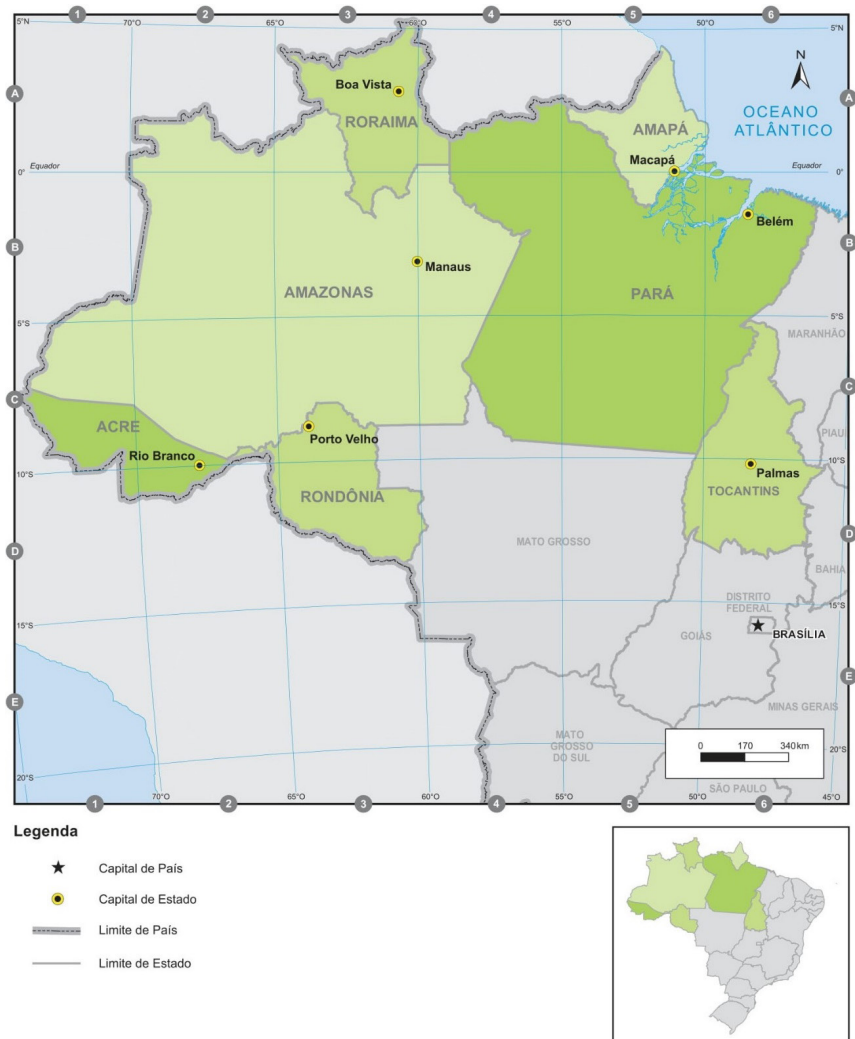 1 2 3 4 5 6
5°N 70°O 65°O 60°O 55°O 50°O 5°N
N
A A
Boa Vista
RORAIMA
AMAPÁ
OCEANO
ATLÂNTICO
Macapá
Equador Equador
0° 0°
Belém
B B
Manaus
AMAZONAS
PARÁ
5°S 5°S
MARANHÃO
C C
ACRE
Rio Branco
Porto Velho
PIAUÍ
10°S 10°S
Palmas
RONDÔNIA
TOCANTINS
D D
MATO GROSSO
BAHIA
DISTRITO
FEDERAL
15°S 15°S
GOIÁS
BRASÍLIA
E E
MINAS GERAIS
MATO
GROSSO
DO SUL
0 170 340 km
20°S 20°S
SÃO PAULO
70°O 65°O 60°O 55°O 50°O 45°O
1 2 3 4 5 6
Legenda
Capital de País
Capital de Estado
Limite de País
Limite de Estado